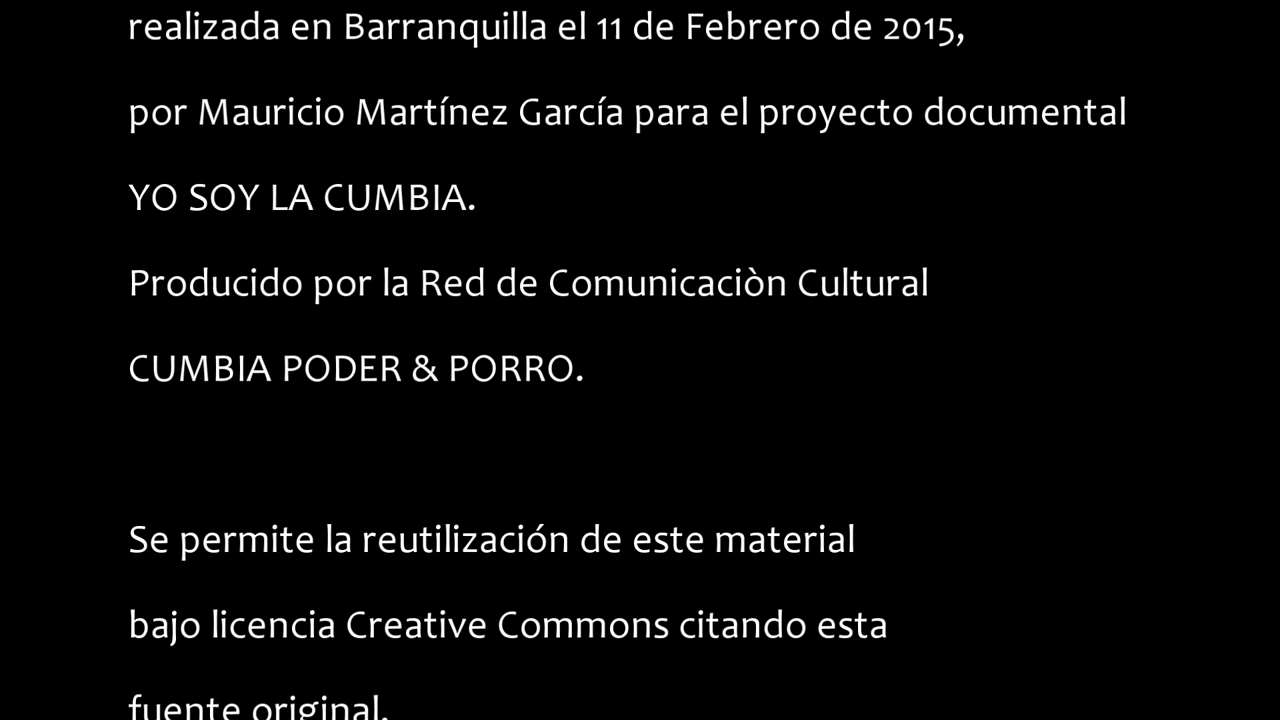 realizada en Barranquilla el 11 de Febrero de 2015,
por Mauricio Martínez García para el proyecto documental
YO SOY LA CUMBIA.
Producido por la Red de Comunicaciòn Cultural
CUMBIA PODER & PORRO.
Se permite la reutilización de este material
bajo licencia Creative Commons citando esta
fuente original.